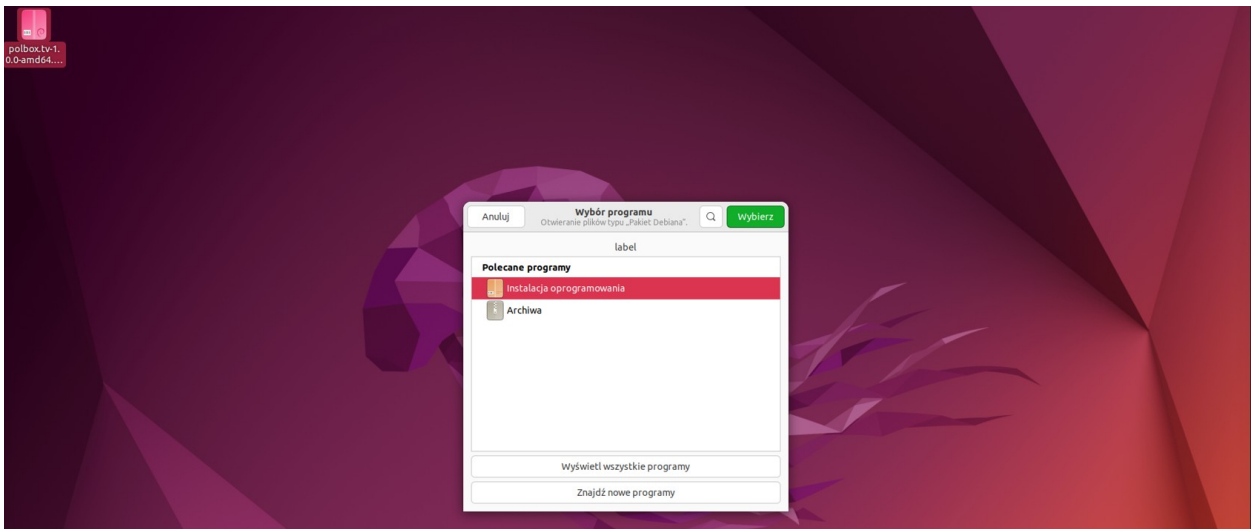 polbox.tv-1.
0.0-amd64....
Anuluj
Wybór programu
Otwieranie plików typu „Pakiet Debiana”.
Wybierz
label
Polecane programy
Instalacja oprogramowania
Archiwa
Wyświetl wszystkie programy
Znajdź nowe programy